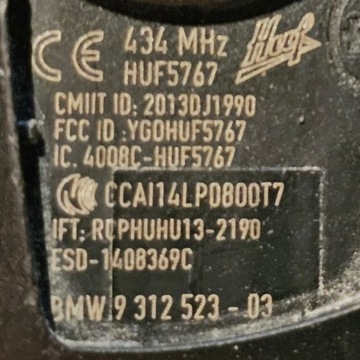 CE 434 MHz Huf
HUF5767
CMIIT ID: 2013DJ1990
FCC ID :YGOHUF5767
IC. 4008C-HUF5767
CCAI14LP0800T7
IFT: RCPHUHU13-2190
ESD-1408369C
BMW 9 312 523 - 03